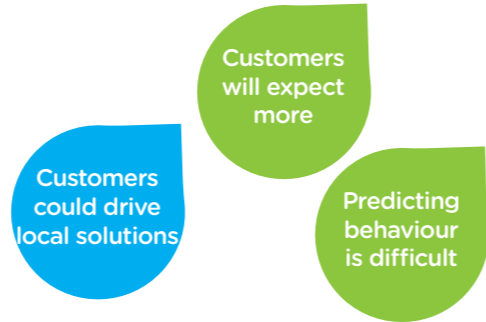 Customers
will expect
more
Customers
could drive
local solutions
Predicting
behaviour
is difficult